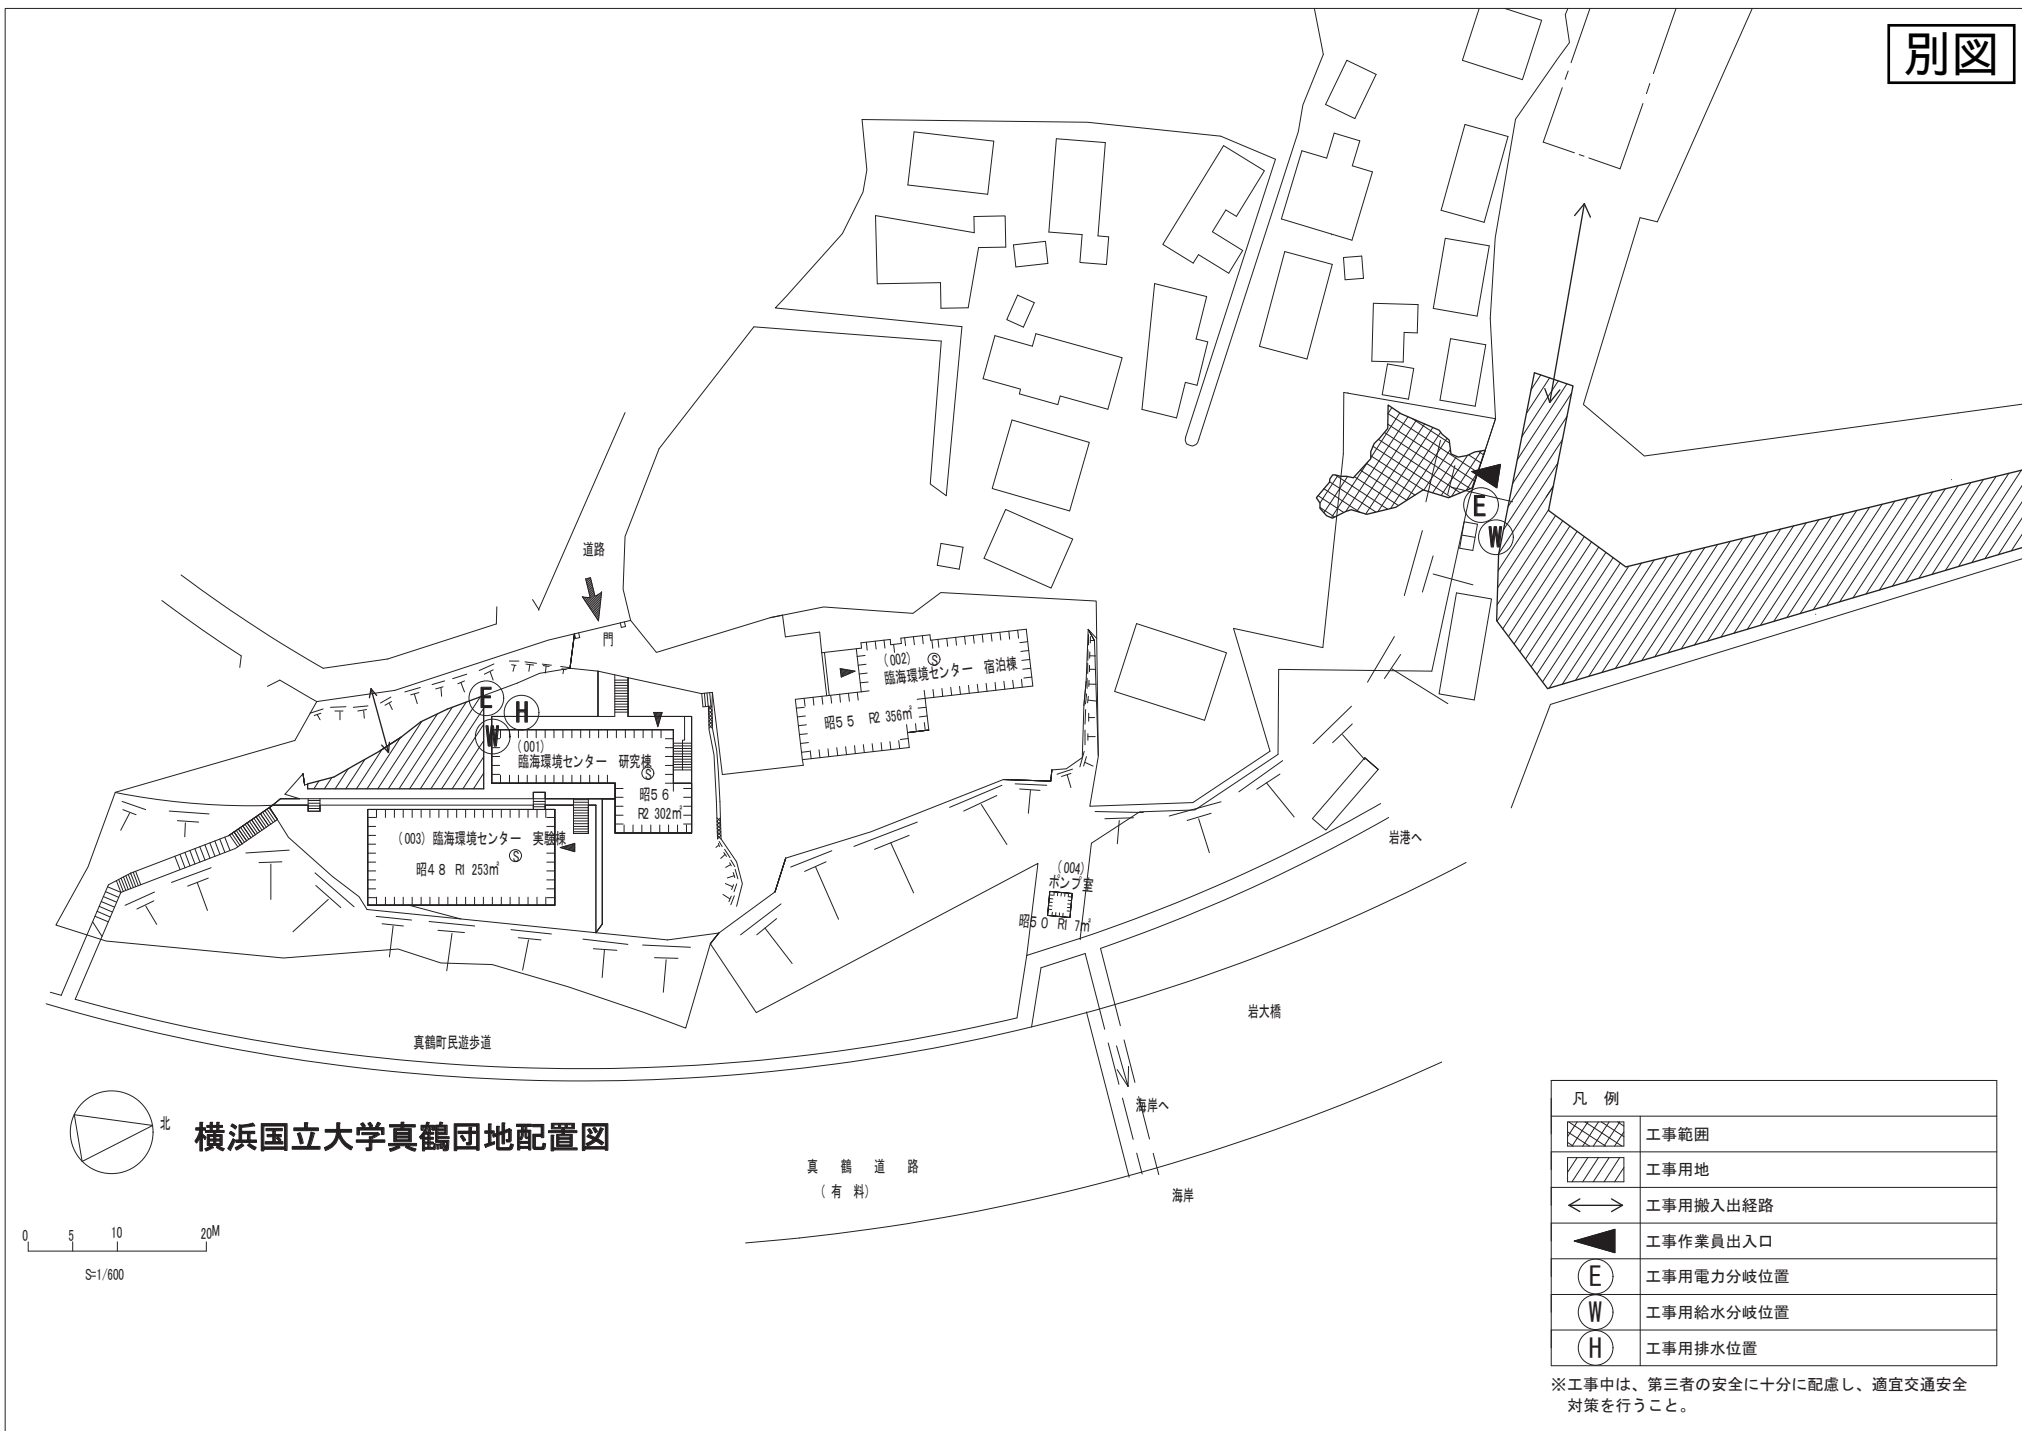 別図
道路
門
(002) Ⓢ
臨海環境センター 宿泊棟
昭55 R2 356㎡
E
H
W
(001)
臨海環境センター 研究棟
Ⓢ
昭56
R2 302㎡
(003) 臨海環境センター 実験棟
Ⓢ
昭48 R1 253㎡
E
W
(004)
ポンプ室
昭50 R1 7㎡
岩港へ
岩大橋
真鶴町民遊歩道
海岸へ
海岸
真鶴道路
(有料)
北
横浜国立大学真鶴団地配置図
0 5 10 20M
S=1/600
凡 例
工事範囲
工事用地
工事用搬入出経路
工事作業員出入口
E 工事用電力分岐位置
W 工事用給水分岐位置
H 工事用排水位置
※工事中は、第三者の安全に十分に配慮し、適宜交通安全
対策を行うこと。